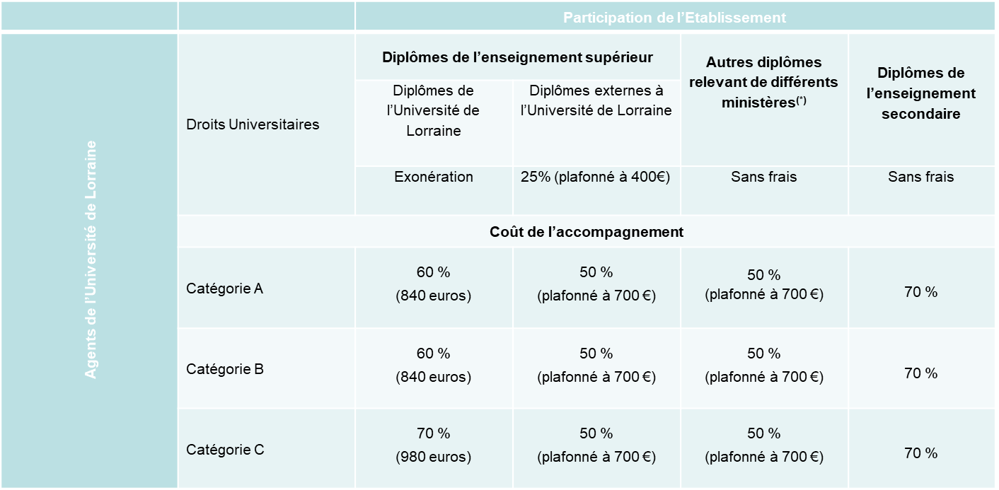 Participation de l’Etablissement
Agents de l’Université de Lorraine
Droits Universitaires
Diplômes de l’enseignement supérieur
Diplômes de
l’Université de
Lorraine
Diplômes externes à
l’Université de Lorraine
Autres diplômes
relevant de différents
ministères(*)
Diplômes de
l’enseignement
secondaire
Exonération
25% (plafonné à 400€)
Sans frais
Sans frais
Coût de l’accompagnement
Catégorie A
60 %
(840 euros)
50 %
(plafonné à 700 €)
50 %
(plafonné à 700 €)
70 %
Catégorie B
60 %
(840 euros)
50 %
(plafonné à 700 €)
50 %
(plafonné à 700 €)
70 %
Catégorie C
70 %
(980 euros)
50 %
(plafonné à 700 €)
50 %
(plafonné à 700 €)
70 %